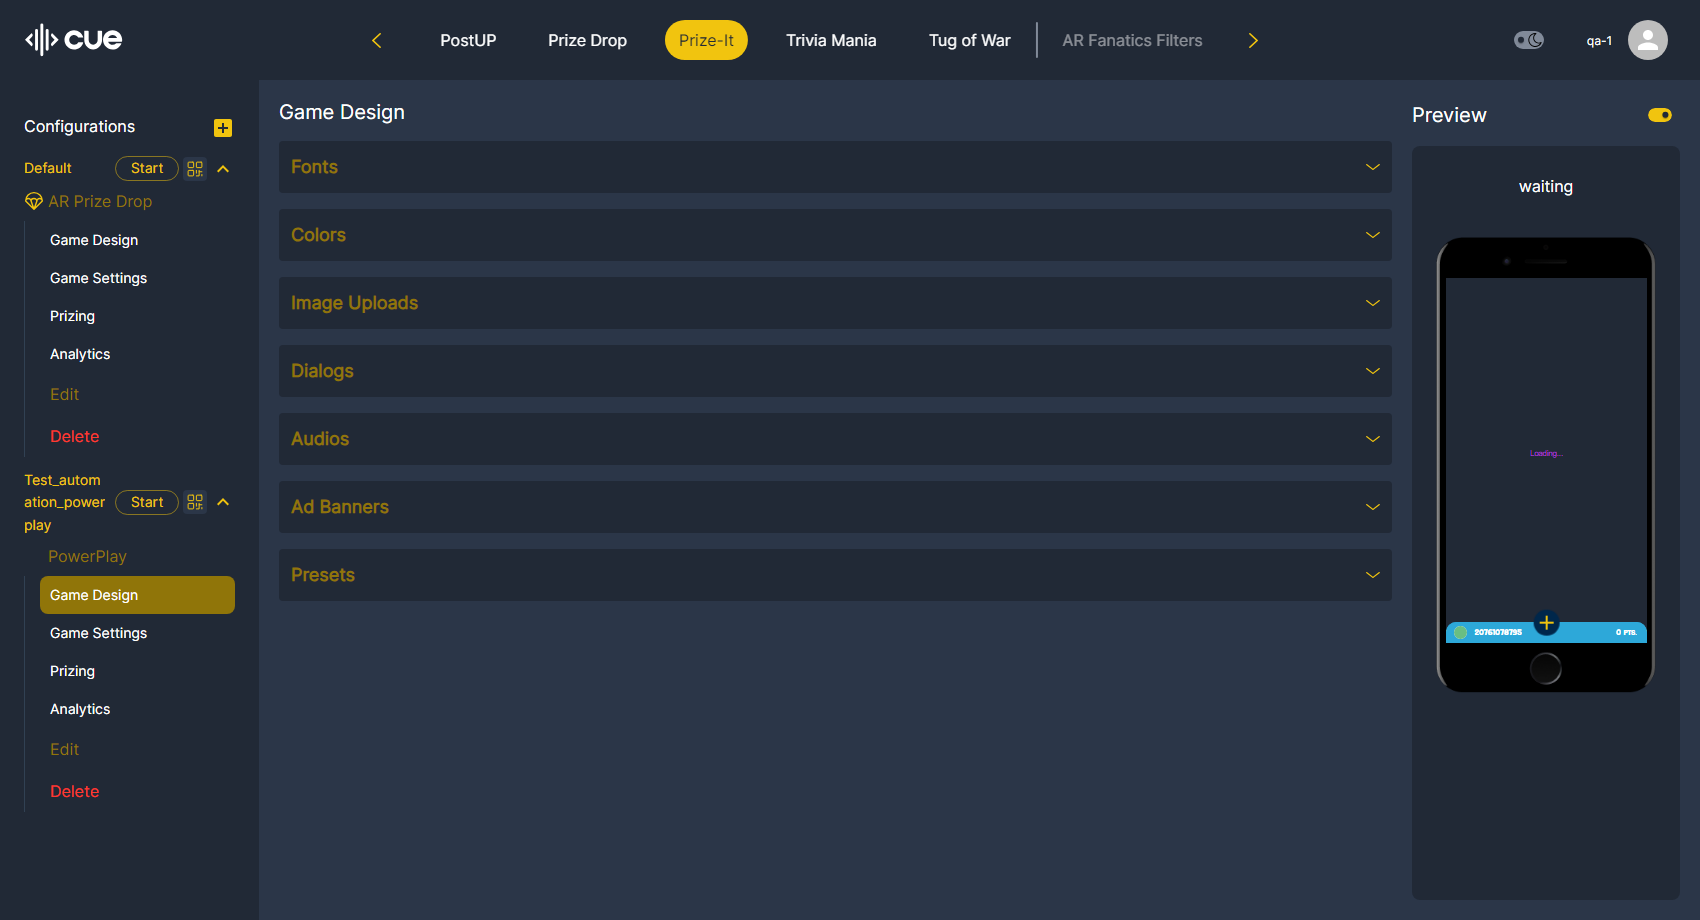 cue
PostUP
Prize Drop
Prize-It
Trivia Mania
Tug of War
AR Fanatics Filters
qa-1
Configurations
Default
Start
AR Prize Drop
Game Design
Game Settings
Prizing
Analytics
Edit
Delete
Test_autom
ation_power
play
Start
PowerPlay
Game Design
Game Settings
Prizing
Analytics
Edit
Delete
Game Design
Fonts
Colors
Image Uploads
Dialogs
Audios
Ad Banners
Presets
Preview
waiting
Loading...
20761078795
0 PTS.